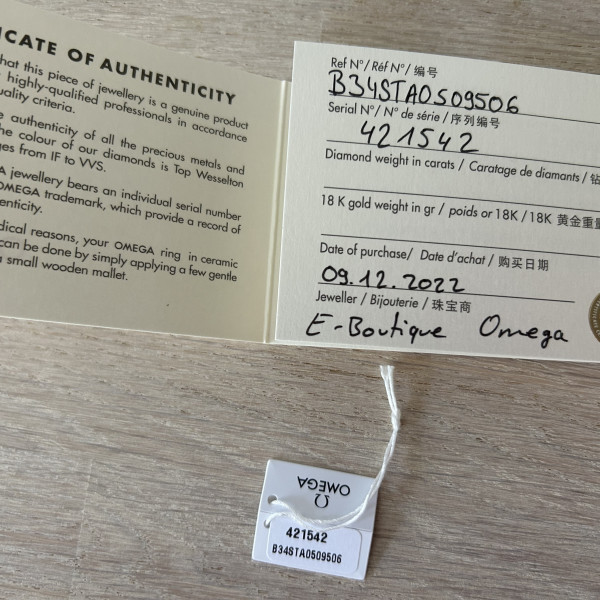 CATE OF AUTHENTICITY
hat this piece of jewellery is a genuine product
highly-qualified professionals in accordance
uality criteria.
e authenticity of all the precious metals and
he colour of our diamonds is Top Wesselton
ges from IF to VVS.
A jewellery bears an individual serial number
OMEGA trademark, which provide a record of
henticity.
dical reasons, your OMEGA ring in ceramic
can be done by simply applying a few gentle
a small wooden mallet.
Ref N°/ Réf N°/ 编号
B34STA0509506
Serial N°/ N° de série / 序列编号
421542
Diamond weight in carats / Caratage de diamants / 钻
18 K gold weight in gr / poids or 18K / 18K 黄金重量
Date of purchase/ Date d'achat / 购买日期
09.12.2022
Jeweller / Bijouterie / 珠宝商
E-Boutique Omega
Ω
OMEGA
421542
B34STA0509506